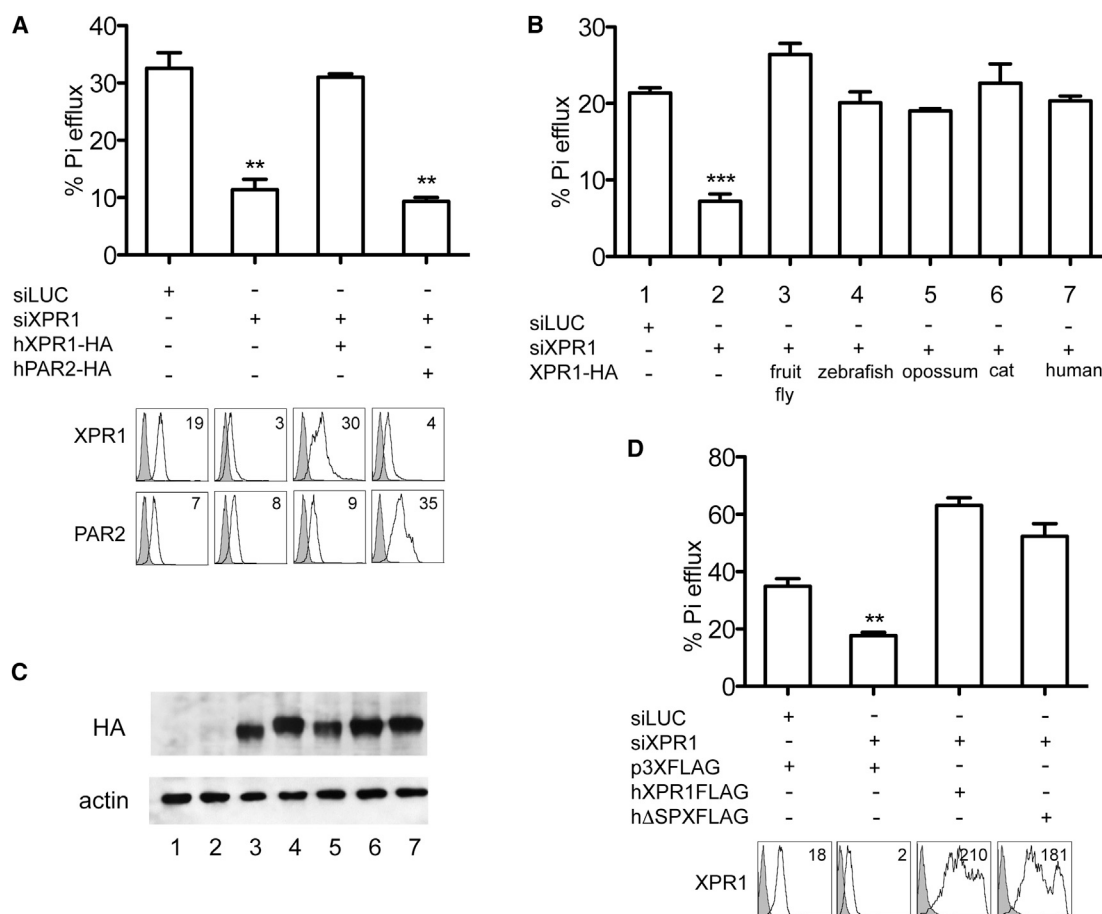 A
% Pi efflux
40
30
20
10
0
** **
siLUC + - - -
siXPR1 - + + +
hXPR1-HA - - + -
hPAR2-HA - - - +
XPR1 19 3 30 4
PAR2 7 8 9 35
B
% Pi efflux
30
20
10
0
***
1 2 3 4 5 6 7
siLUC + - - - - - -
siXPR1 - + + + + + +
XPR1-HA - - fruit fly zebrafish opossum cat human
C
HA
actin
1 2 3 4 5 6 7
D
% Pi efflux
80
60
40
20
0
**
siLUC + - - -
siXPR1 - + + +
p3XFLAG + + - -
hXPR1FLAG - - + -
hΔSPXFLAG - - - +
XPR1 18 2 210 181